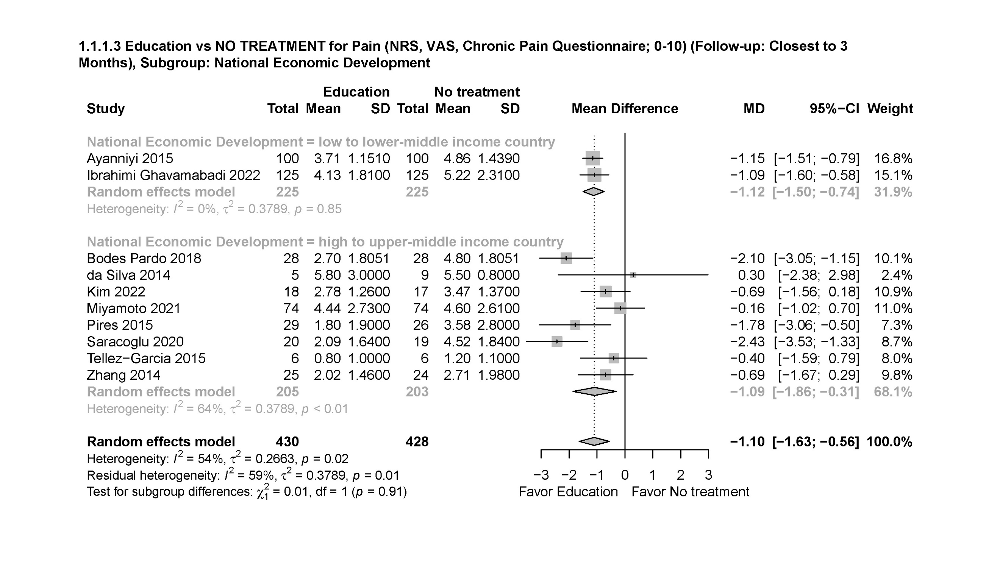 1.1.1.3 Education vs NO TREATMENT for Pain (NRS, VAS, Chronic Pain Questionnaire; 0-10) (Follow-up: Closest to 3
Months), Subgroup: National Economic Development
Education No treatment
Study Total Mean SD Total Mean SD Mean Difference MD 95%−CI Weight
National Economic Development = low to lower-middle income country
Ayanniyi 2015 100 3.71 1.1510 100 4.86 1.4390 −1.15 [−1.51; −0.79] 16.8%
Ibrahimi Ghavamabadi 2022 125 4.13 1.8100 125 5.22 2.3100 −1.09 [−1.60; −0.58] 15.1%
Random effects model 225 225 −1.12 [−1.50; −0.74] 31.9%
Heterogeneity: I² = 0%, τ² = 0.3789, p = 0.85
National Economic Development = high to upper-middle income country
Bodes Pardo 2018 28 2.70 1.8051 28 4.80 1.8051 −2.10 [−3.05; −1.15] 10.1%
da Silva 2014 5 5.80 3.0000 9 5.50 0.8000 0.30 [−2.38; 2.98] 2.4%
Kim 2022 18 2.78 1.2600 17 3.47 1.3700 −0.69 [−1.56; 0.18] 10.9%
Miyamoto 2021 74 4.44 2.7300 74 4.60 2.6100 −0.16 [−1.02; 0.70] 11.0%
Pires 2015 29 1.80 1.9000 26 3.58 2.8000 −1.78 [−3.06; −0.50] 7.3%
Saracoglu 2020 20 2.09 1.6400 19 4.52 1.8400 −2.43 [−3.53; −1.33] 8.7%
Tellez−Garcia 2015 6 0.80 1.0000 6 1.20 1.1000 −0.40 [−1.59; 0.79] 8.0%
Zhang 2014 25 2.02 1.4600 24 2.71 1.9800 −0.69 [−1.67; 0.29] 9.8%
Random effects model 205 203 −1.09 [−1.86; −0.31] 68.1%
Heterogeneity: I² = 64%, τ² = 0.3789, p < 0.01
Random effects model 430 428 −1.10 [−1.63; −0.56] 100.0%
Heterogeneity: I² = 54%, τ² = 0.2663, p = 0.02
Residual heterogeneity: I² = 59%, τ² = 0.3789, p = 0.01
−3 −2 −1 0 1 2 3
Test for subgroup differences: χ²₁ = 0.01, df = 1 (p = 0.91)
Favor Education Favor No treatment